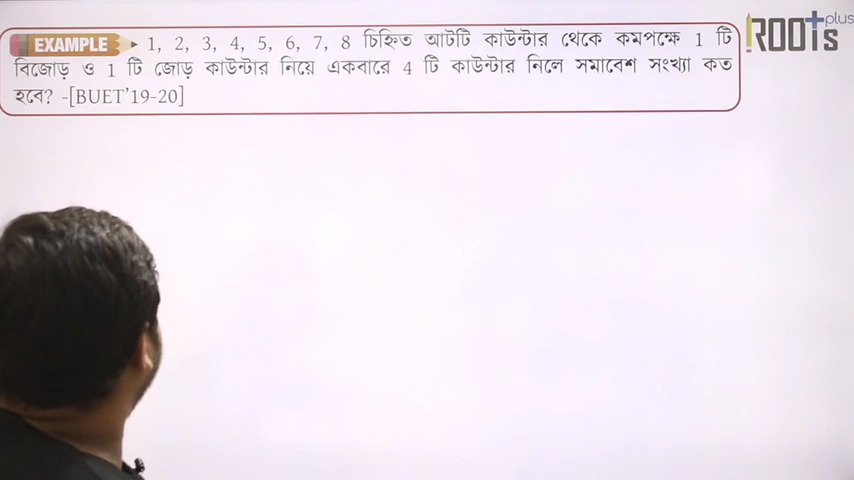 EXAMPLE 1, 2, 3, 4, 5, 6, 7, 8 চিহ্নিত আটটি কাউন্টার থেকে কমপক্ষে 1 টি
বিজোড় ও 1 টি জোড় কাউন্টার নিয়ে একবারে 4 টি কাউন্টার নিলে সমাবেশ সংখ্যা কত
হবে? -[BUET'19-20]
ROOTs plus